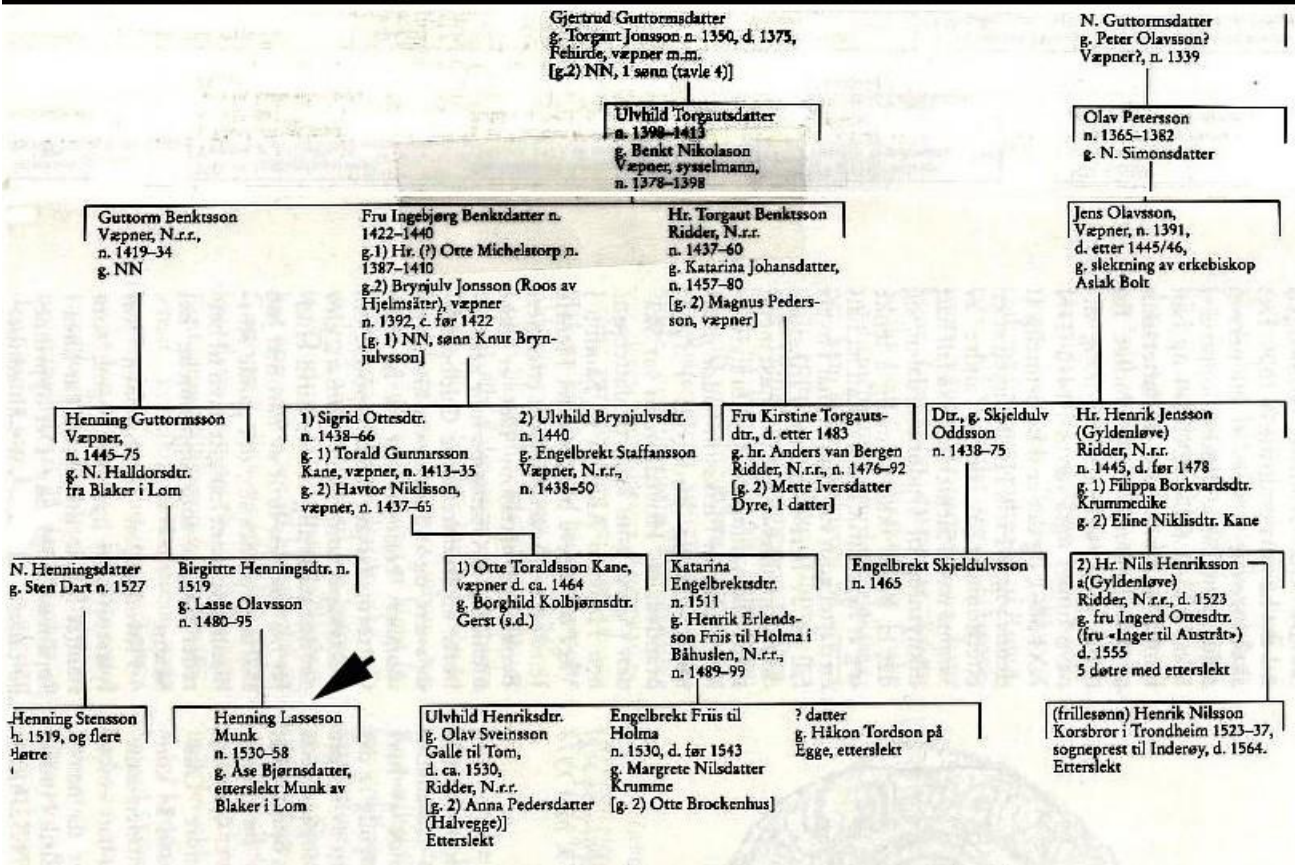 Gjertrud Guttormsdatter
g. Torgaut Jonsson n. 1350, d. 1375,
Fehirde, væpner m.m.
[g.2) NN, 1 sønn (tavle 4)]
N. Guttormsdatter
g. Peter Olavsson?
Væpner?, n. 1339
Ulvhild Torgautsdatter
n. 1398–1413
g. Benkt Nikolason
Væpner, sysselmann,
n. 1378–1398
Olav Petersson
n. 1365–1382
g. N. Simonsdatter
Guttorm Benktsson
Væpner, N.r.r.,
n. 1419–34
g. NN
Fru Ingebjørg Benktdatter n.
1422–1440
g.1) Hr. (?) Otte Michelstorp n.
1387–1410
g.2) Brynjulv Jonsson (Roos av
Hjelmsäter), væpner
n. 1392, d. før 1422
[g. 1) NN, sønn Knut Bryn-
julvsson]
Hr. Torgaut Benktsson
Ridder, N.r.r.
n. 1437–60
g. Katarina Johansdatter,
n. 1457–80
[g. 2) Magnus Peders-
son, væpner]
Jens Olavsson,
Væpner, n. 1391,
d. etter 1445/46,
g. slektning av erkebiskop
Aslak Bolt
Henning Guttormsson
Væpner,
n. 1445–75
g. N. Halldorsdtr.
fra Blaker i Lom
1) Sigrid Ottesdtr.
n. 1438–66
g. 1) Torald Gunnarsson
Kane, væpner, n. 1413–35
g. 2) Havtor Niklisson,
væpner, n. 1437–65
2) Ulvhild Brynjulvsdtr.
n. 1440
g. Engelbrekt Staffansson
Væpner, N.r.r.,
n. 1438–50
Fru Kirstine Torgauts-
dtr., d. etter 1483
g. hr. Anders van Bergen
Ridder, N.r.r., n. 1476–92
[g. 2) Mette Iversdatter
Dyre, 1 datter]
Dtr., g. Skjeldulv
Oddsson
n. 1438–75
Hr. Henrik Jensson
(Gyldenløve)
Ridder, N.r.r.
n. 1445, d. før 1478
g. 1) Filippa Borkvardsdtr.
Krummedike
g. 2) Eline Niklisdtr. Kane
N. Henningsdatter
g. Sten Dart n. 1527
Birgitte Henningsdtr. n.
1519
g. Lasse Olavsson
n. 1480–95
1) Otte Toraldsson Kane,
væpner d. ca. 1464
g. Borghild Kolbjørnsdtr.
Gerst (s.d.)
Katarina
Engelbrektsdtr.
n. 1511
g. Henrik Erlends-
son Friis til Holma i
Båhuslen, N.r.r.,
n. 1489–99
Engelbrekt Skjeldulvsson
n. 1465
2) Hr. Nils Henriksson
a(Gyldenløve)
Ridder, N.r.r., d. 1523
g. fru Ingerd Ottesdtr.
(fru «Inger til Austråt»)
d. 1555
5 døtre med etterslekt
Henning Stensson
n. 1519, og flere
døtre
Henning Lasseson
Munk
n. 1530–58
g. Åse Bjørnsdatter,
etterslekt Munk av
Blaker i Lom
Ulvhild Henriksdtr.
g. Olav Sveinsson
Galle til Tom,
d. ca. 1530,
Ridder, N.r.r.
[g. 2) Anna Pedersdatter
(Halvegge)]
Etterslekt
Engelbrekt Friis til
Holma
n. 1530, d. før 1543
g. Margrete Nilsdatter
Krumme
[g. 2) Otte Brockenhus]
? datter
g. Håkon Tordson på
Egge, etterslekt
(frillesønn) Henrik Nilsson
Korsbror i Trondheim 1523–37,
sogneprest til Inderøy, d. 1564.
Etterslekt